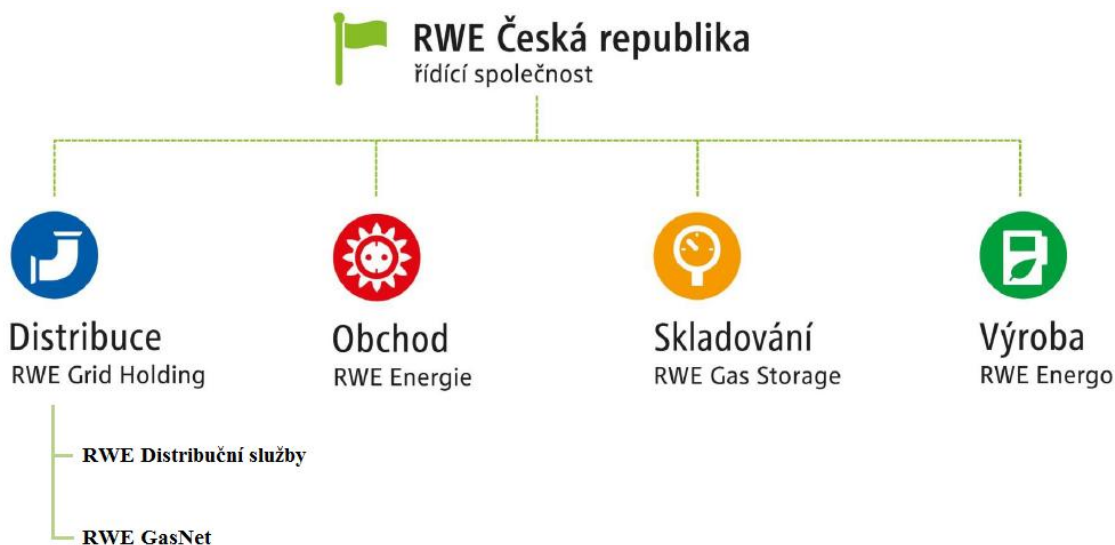 RWE Česká republika
řídící společnost
Distribuce
RWE Grid Holding
Obchod
RWE Energie
Skladování
RWE Gas Storage
Výroba
RWE Energo
RWE Distribuční služby
RWE GasNet